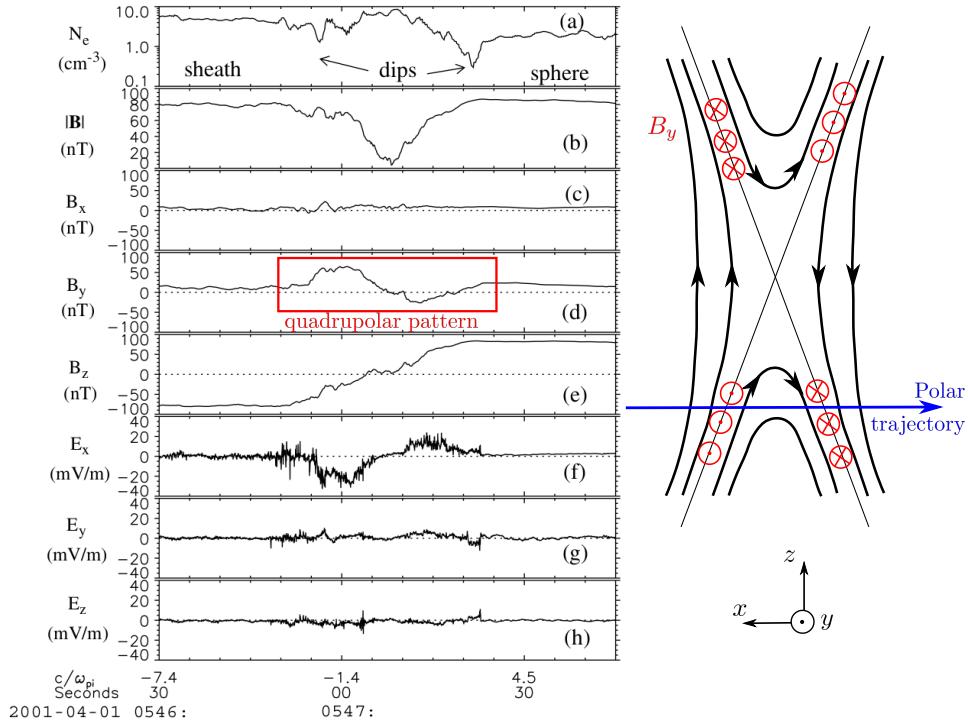 10.0
N_e
(cm⁻³)
1.0
0.1
(a)
sheath
dips
sphere
100
80
60
40
20
0
|B|
(nT)
(b)
100
50
0
−50
−100
B_x
(nT)
(c)
100
50
0
−50
−100
B_y
(nT)
(d)
quadrupolar pattern
100
50
0
−50
−100
B_z
(nT)
(e)
40
20
0
−20
−40
E_x
(mV/m)
(f)
40
20
0
−20
−40
E_y
(mV/m)
(g)
40
20
0
−20
−40
E_z
(mV/m)
(h)
c/ω_pi −7.4 −1.4 4.5
Seconds 30 00 30
2001-04-01 0546: 0547:
B_y
Polar
trajectory
z
x
y